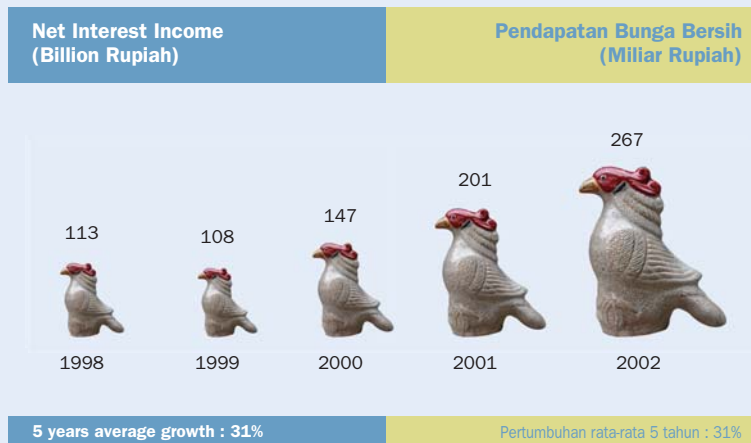 Net Interest Income
(Billion Rupiah)
Pendapatan Bunga Bersih
(Miliar Rupiah)
113
108
147
201
267
1998
1999
2000
2001
2002
5 years average growth : 31%
Pertumbuhan rata-rata 5 tahun : 31%